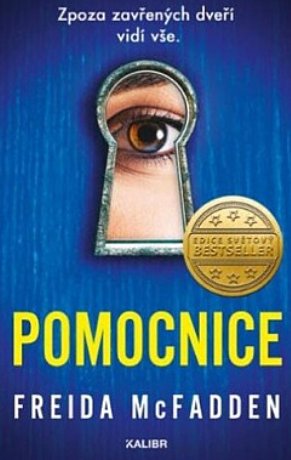 Zpoza zavřených dveří
vidí vše.
EDICE SVĚTOVÝ
BESTSELLER
POMOCNICE
FREIDA McFADDEN
KALIBR